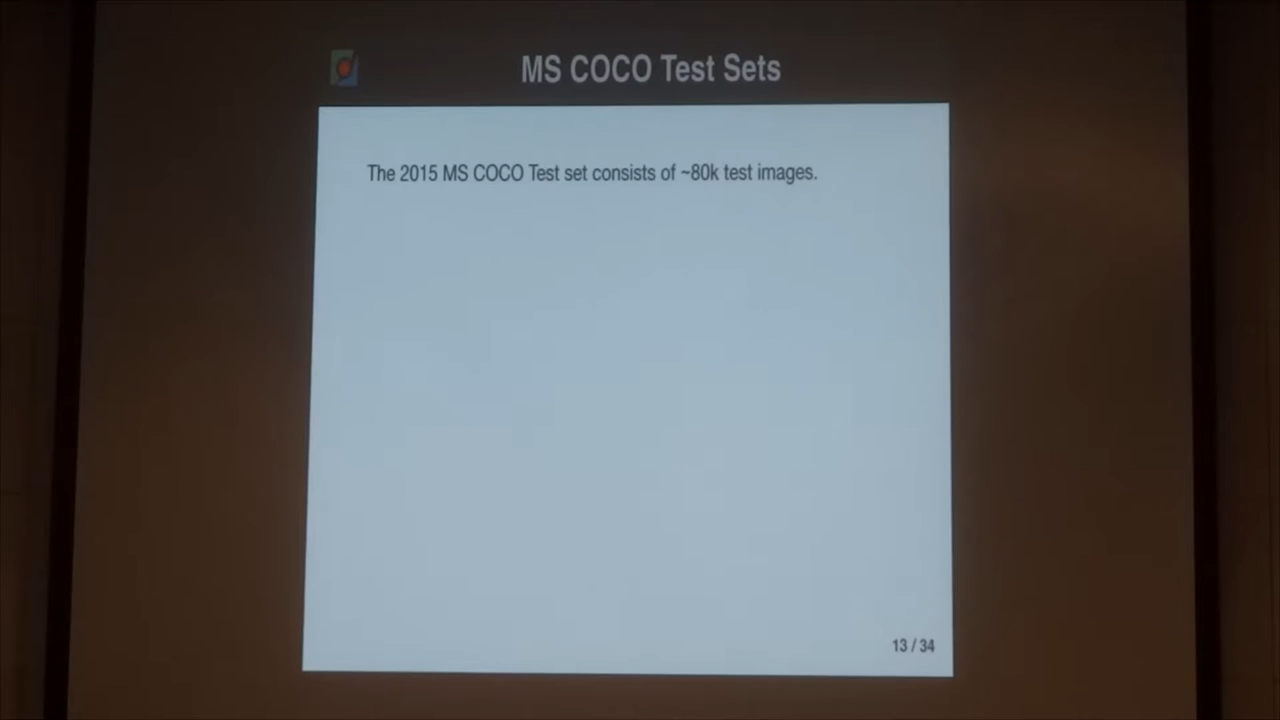 MS COCO Test Sets
The 2015 MS COCO Test set consists of ~80k test images.
13 / 34